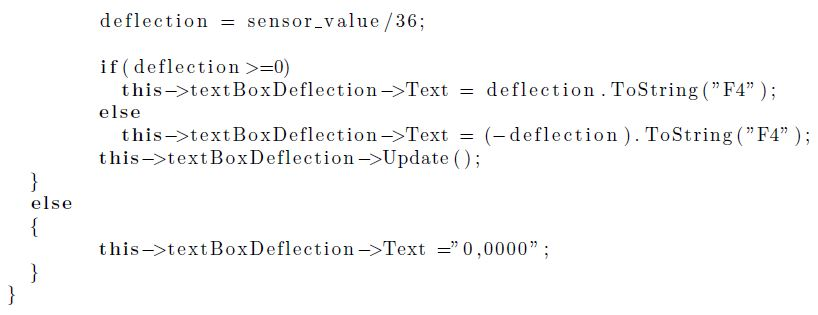 deflection = sensor_value/36;
if(deflection>=0)
this->textBoxDeflection->Text = deflection.ToString("F4");
else
this->textBoxDeflection->Text = (-deflection).ToString("F4");
this->textBoxDeflection->Update();
}
else
{
this->textBoxDeflection->Text ="0,0000";
}
}